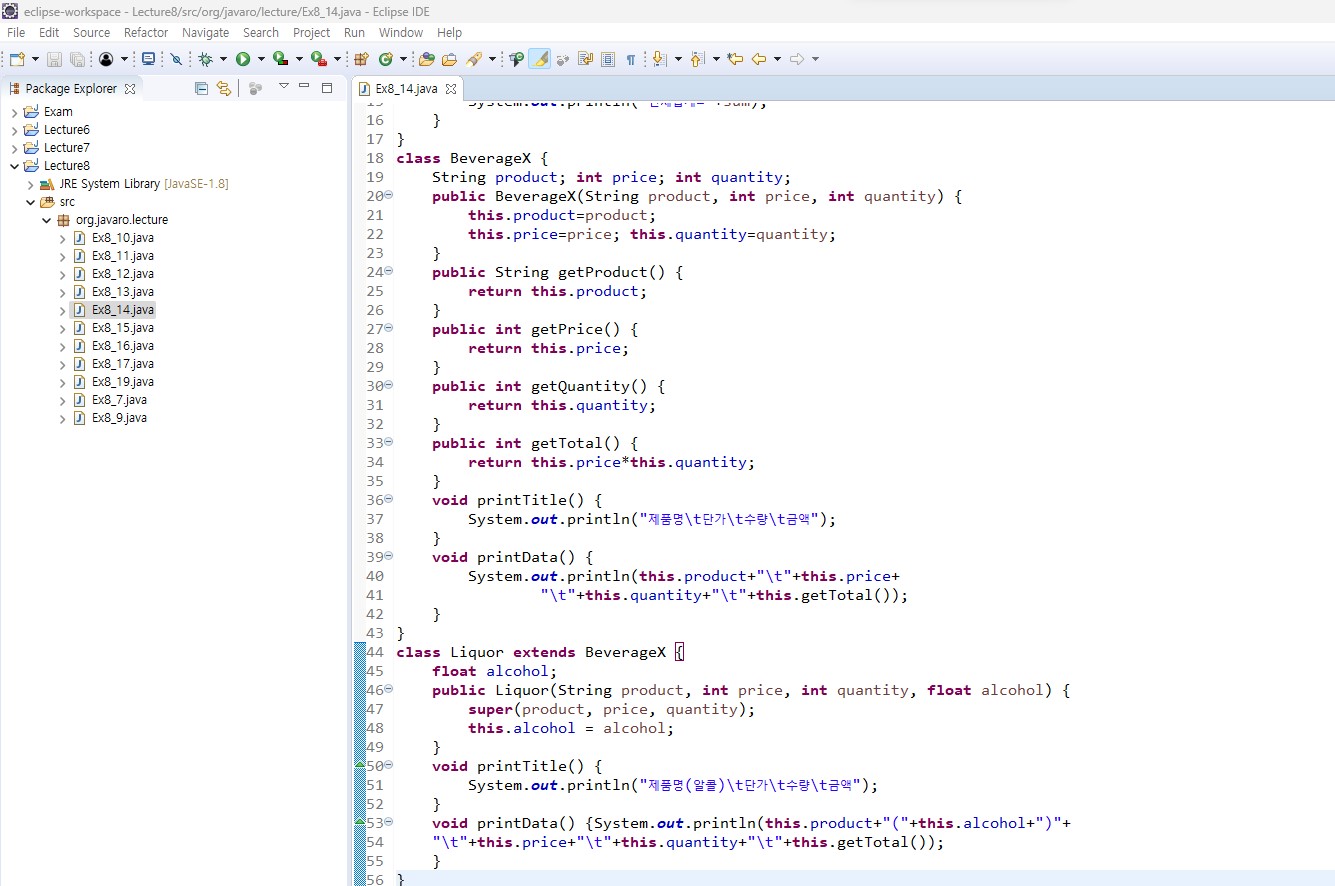 eclipse-workspace - Lecture8/src/org/javaro/lecture/Ex8_14.java - Eclipse IDE
File Edit Source Refactor Navigate Search Project Run Window Help
Package Explorer
Exam
Lecture6
Lecture7
Lecture8
JRE System Library [JavaSE-1.8]
src
org.javaro.lecture
Ex8_10.java
Ex8_11.java
Ex8_12.java
Ex8_13.java
Ex8_14.java
Ex8_15.java
Ex8_16.java
Ex8_17.java
Ex8_19.java
Ex8_7.java
Ex8_9.java
Ex8_14.java
16 }
17 }
18 class BeverageX {
19 String product; int price; int quantity;
20 public BeverageX(String product, int price, int quantity) {
21 this.product=product;
22 this.price=price; this.quantity=quantity;
23 }
24 public String getProduct() {
25 return this.product;
26 }
27 public int getPrice() {
28 return this.price;
29 }
30 public int getQuantity() {
31 return this.quantity;
32 }
33 public int getTotal() {
34 return this.price*this.quantity;
35 }
36 void printTitle() {
37 System.out.println("제품명\t단가\t수량\t금액");
38 }
39 void printData() {
40 System.out.println(this.product+"\t"+this.price+
41 "\t"+this.quantity+"\t"+this.getTotal());
42 }
43 }
44 class Liquor extends BeverageX {
45 float alcohol;
46 public Liquor(String product, int price, int quantity, float alcohol) {
47 super(product, price, quantity);
48 this.alcohol = alcohol;
49 }
50 void printTitle() {
51 System.out.println("제품명(알콜)\t단가\t수량\t금액");
52 }
53 void printData() {System.out.println(this.product+"("+this.alcohol+")"+
54 "\t"+this.price+"\t"+this.quantity+"\t"+this.getTotal());
55 }
56 }